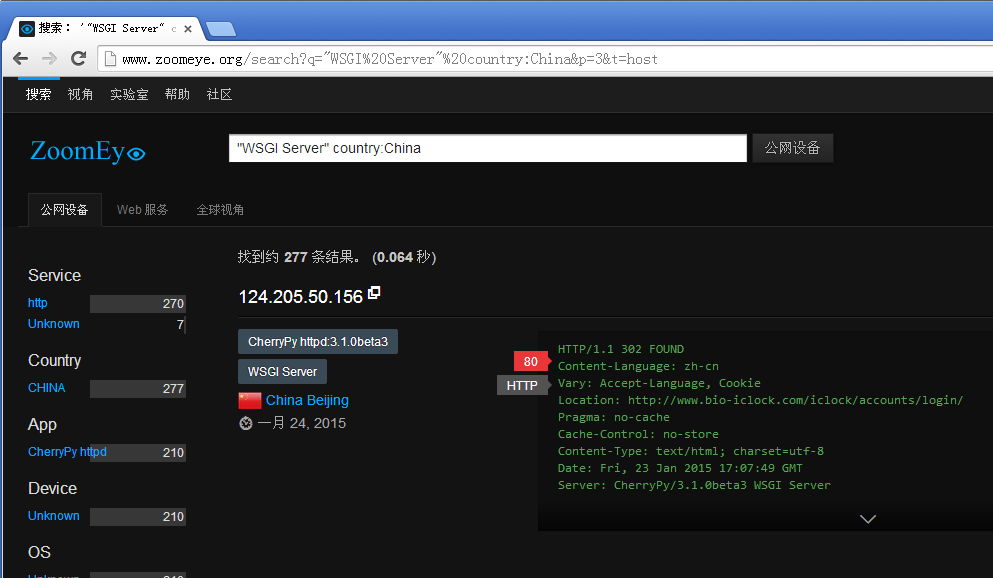 搜索： '"WSGI Server" c
www.zoomeye.org/search?q="WSGI%20Server"%20country:China&p=3&t=host
搜索 视角 实验室 帮助 社区
ZoomEy
"WSGI Server" country:China
公网设备
公网设备 Web 服务 全球视角
找到约 277 条结果。 (0.064 秒)
Service
http 270
Unknown 7
Country
CHINA 277
App
CherryPy httpd 210
Device
Unknown 210
OS
Unknown 210
124.205.50.156
CherryPy httpd:3.1.0beta3
WSGI Server
China Beijing
一月 24, 2015
80
HTTP
HTTP/1.1 302 FOUND
Content-Language: zh-cn
Vary: Accept-Language, Cookie
Location: http://www.bio-iclock.com/iclock/accounts/login/
Pragma: no-cache
Cache-Control: no-store
Content-Type: text/html; charset=utf-8
Date: Fri, 23 Jan 2015 17:07:49 GMT
Server: CherryPy/3.1.0beta3 WSGI Server